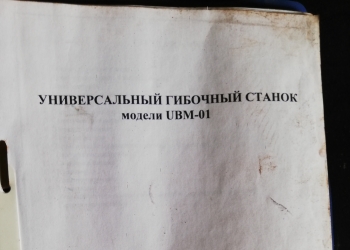 УНИВЕРСАЛЬНЫЙ ГИБОЧНЫЙ СТАНОК
модели UBM-01